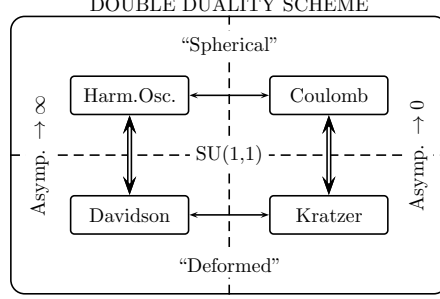 DOUBLE DUALITY SCHEME
“Spherical”
Harm.Osc.
Coulomb
Asymp. → ∞
SU(1,1)
Asymp. → 0
Davidson
Kratzer
“Deformed”